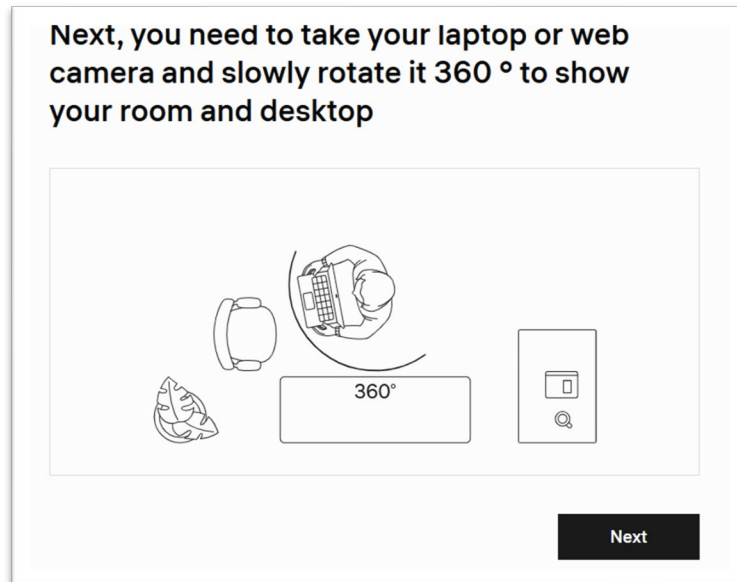 Next, you need to take your laptop or web
camera and slowly rotate it 360 ° to show
your room and desktop
360°
Next